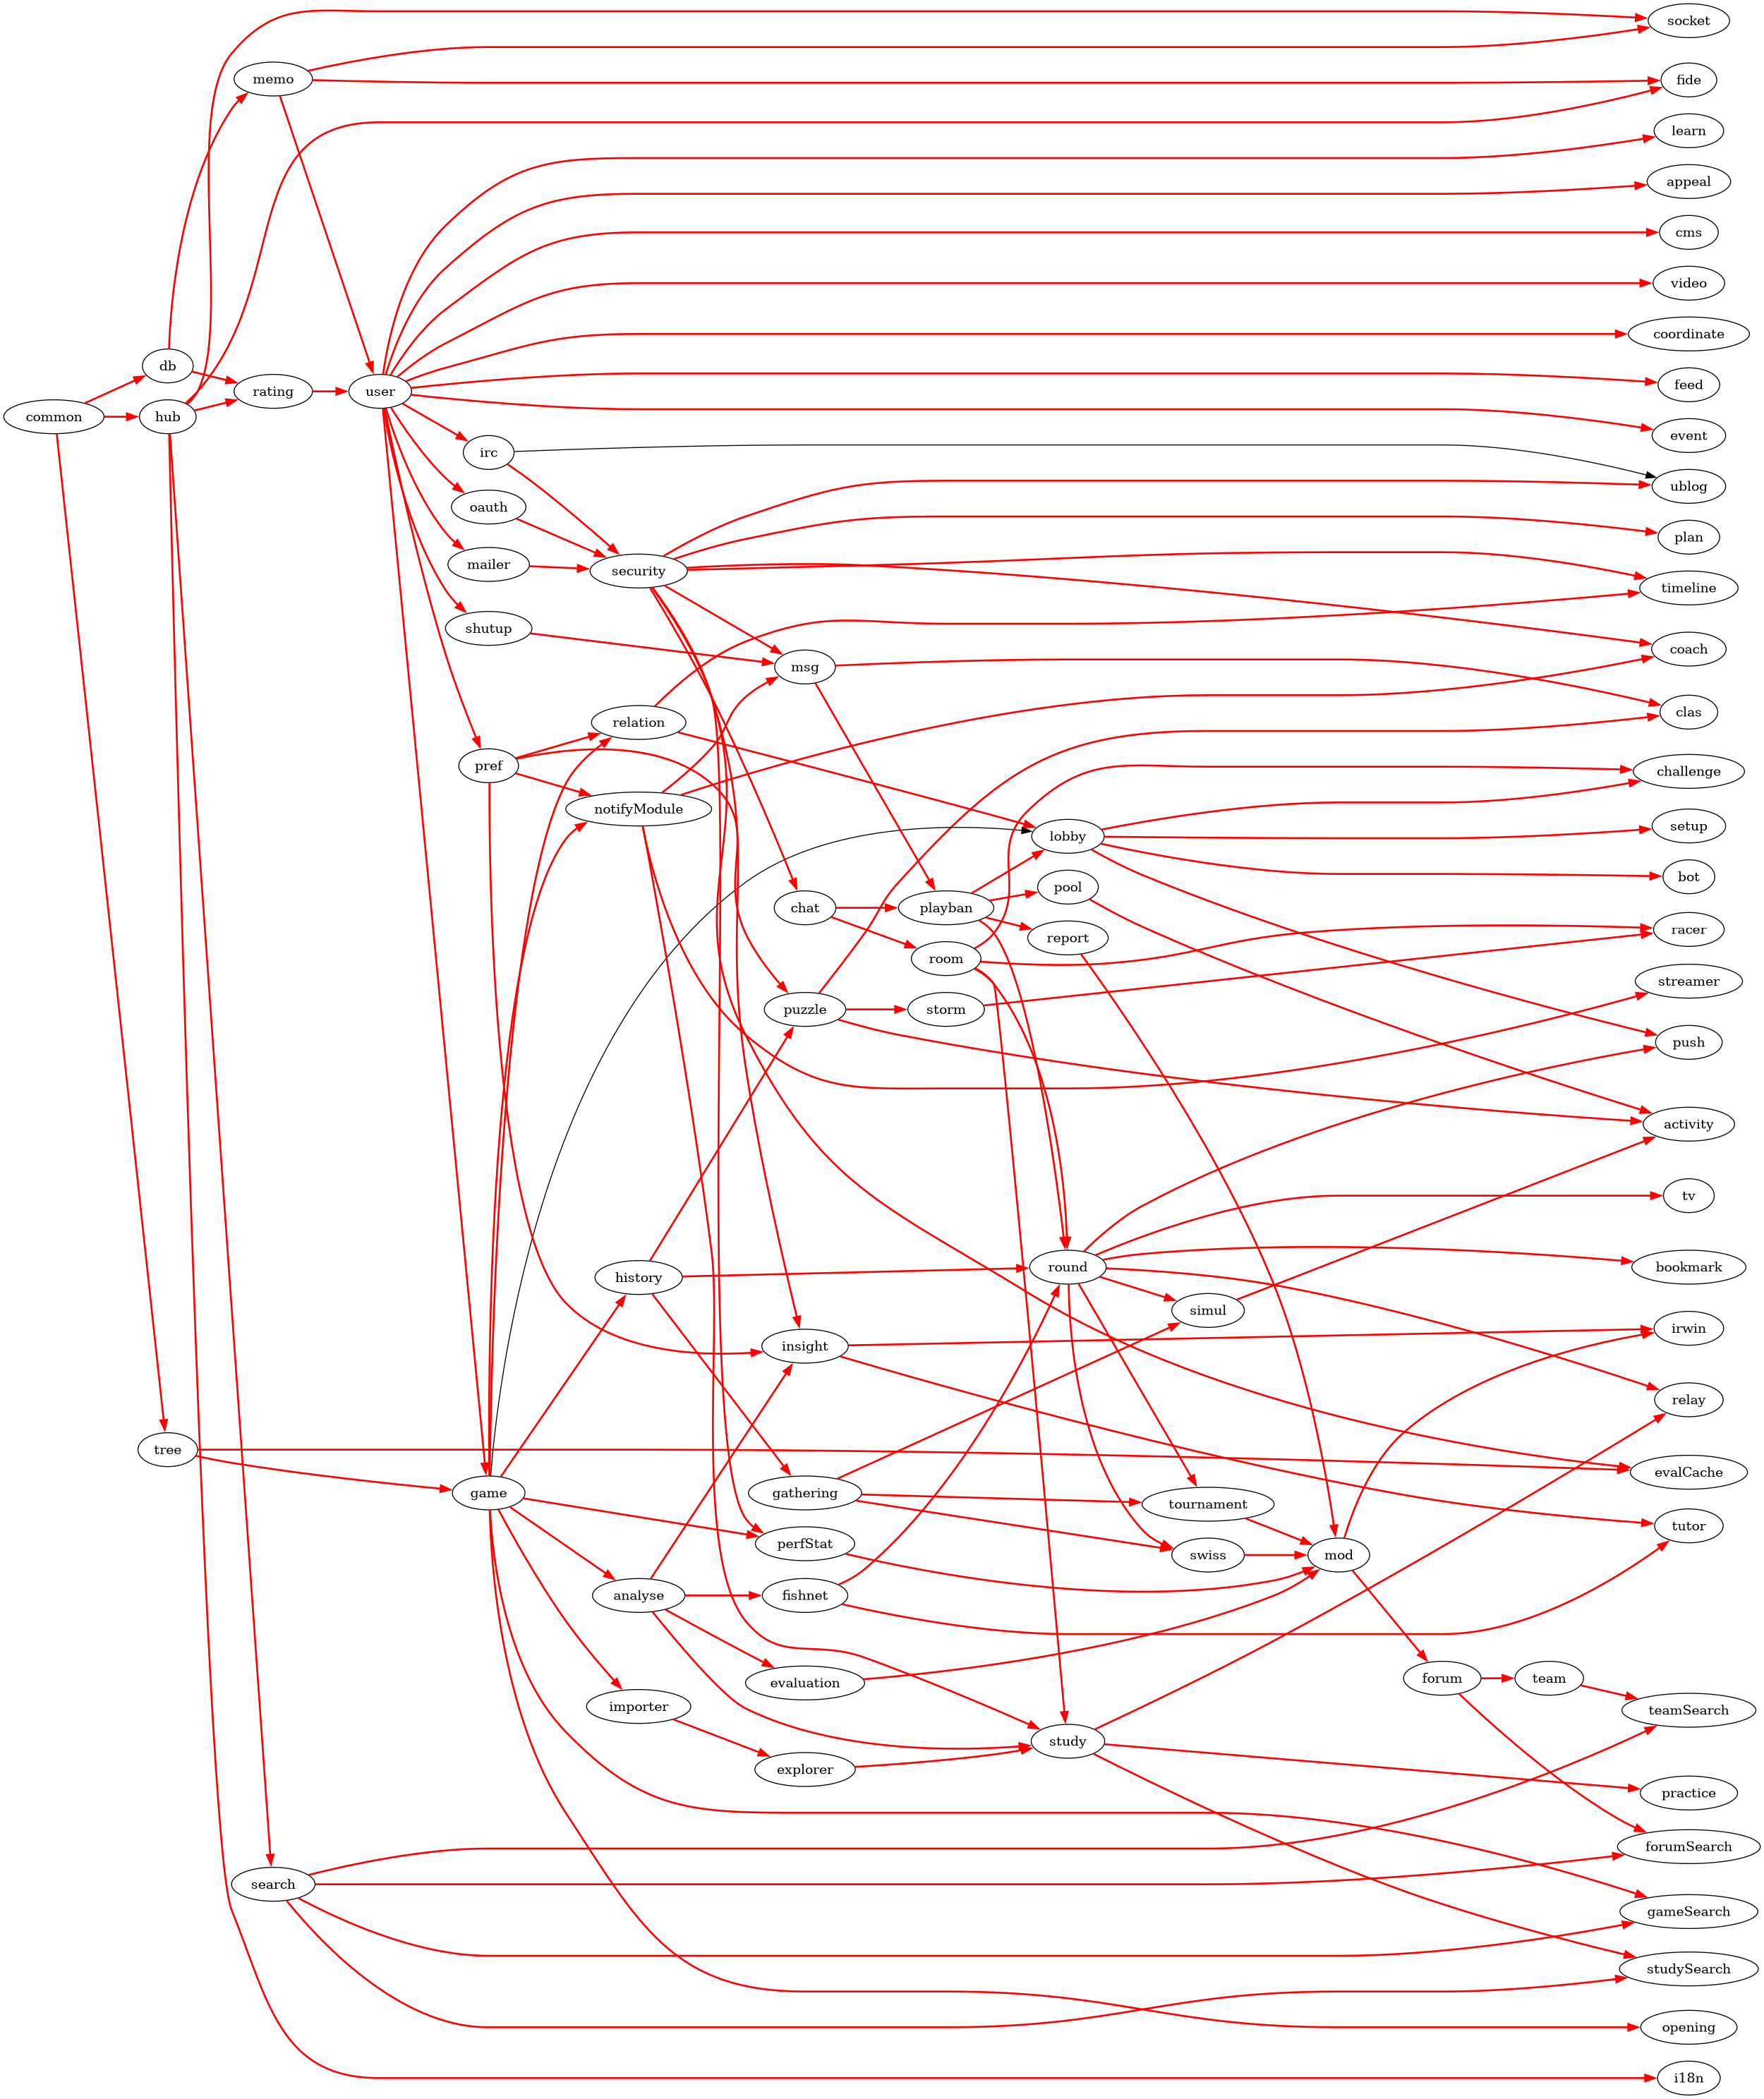 socket
memo
fide
learn
appeal
cms
video
coordinate
db
feed
rating
user
common
hub
event
irc
ublog
oauth
plan
mailer
security
timeline
shutup
coach
msg
clas
relation
pref
challenge
notifyModule
setup
lobby
bot
pool
chat
playban
racer
report
room
streamer
puzzle
storm
push
activity
tv
round
bookmark
history
simul
irwin
insight
relay
tree
evalCache
game
gathering
tournament
tutor
perfStat
swiss
mod
analyse
fishnet
forum
team
evaluation
importer
teamSearch
study
explorer
practice
forumSearch
search
gameSearch
studySearch
opening
i18n